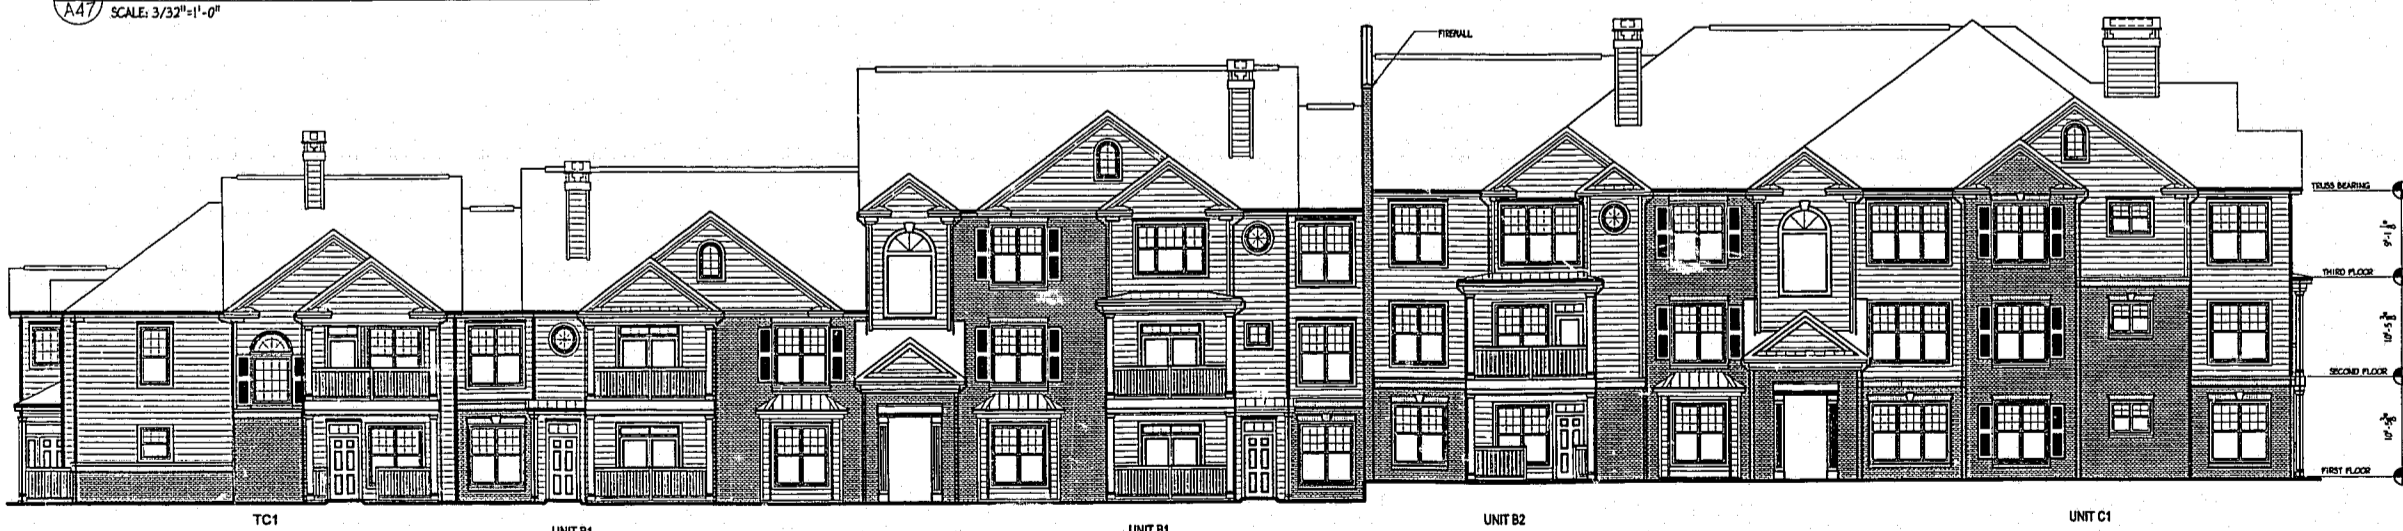 A47
SCALE: 3/32"=1'-0"
FIREWALL
TRUSS BEARING
9'-1 1/8"
THIRD FLOOR
10'-5 3/8"
SECOND FLOOR
10'-5 3/8"
FIRST FLOOR
TC1
UNIT B1
UNIT B1
UNIT B2
UNIT C1